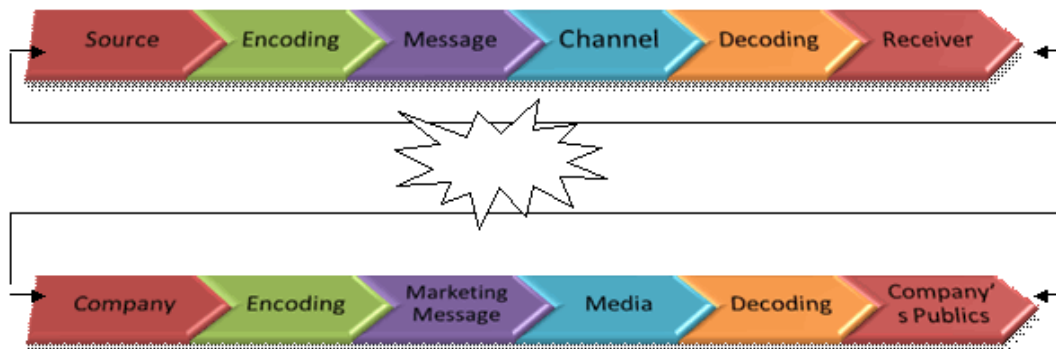 Source
Encoding
Message
Channel
Decoding
Receiver
Company
Encoding
Marketing
Message
Media
Decoding
Company'
s Publics